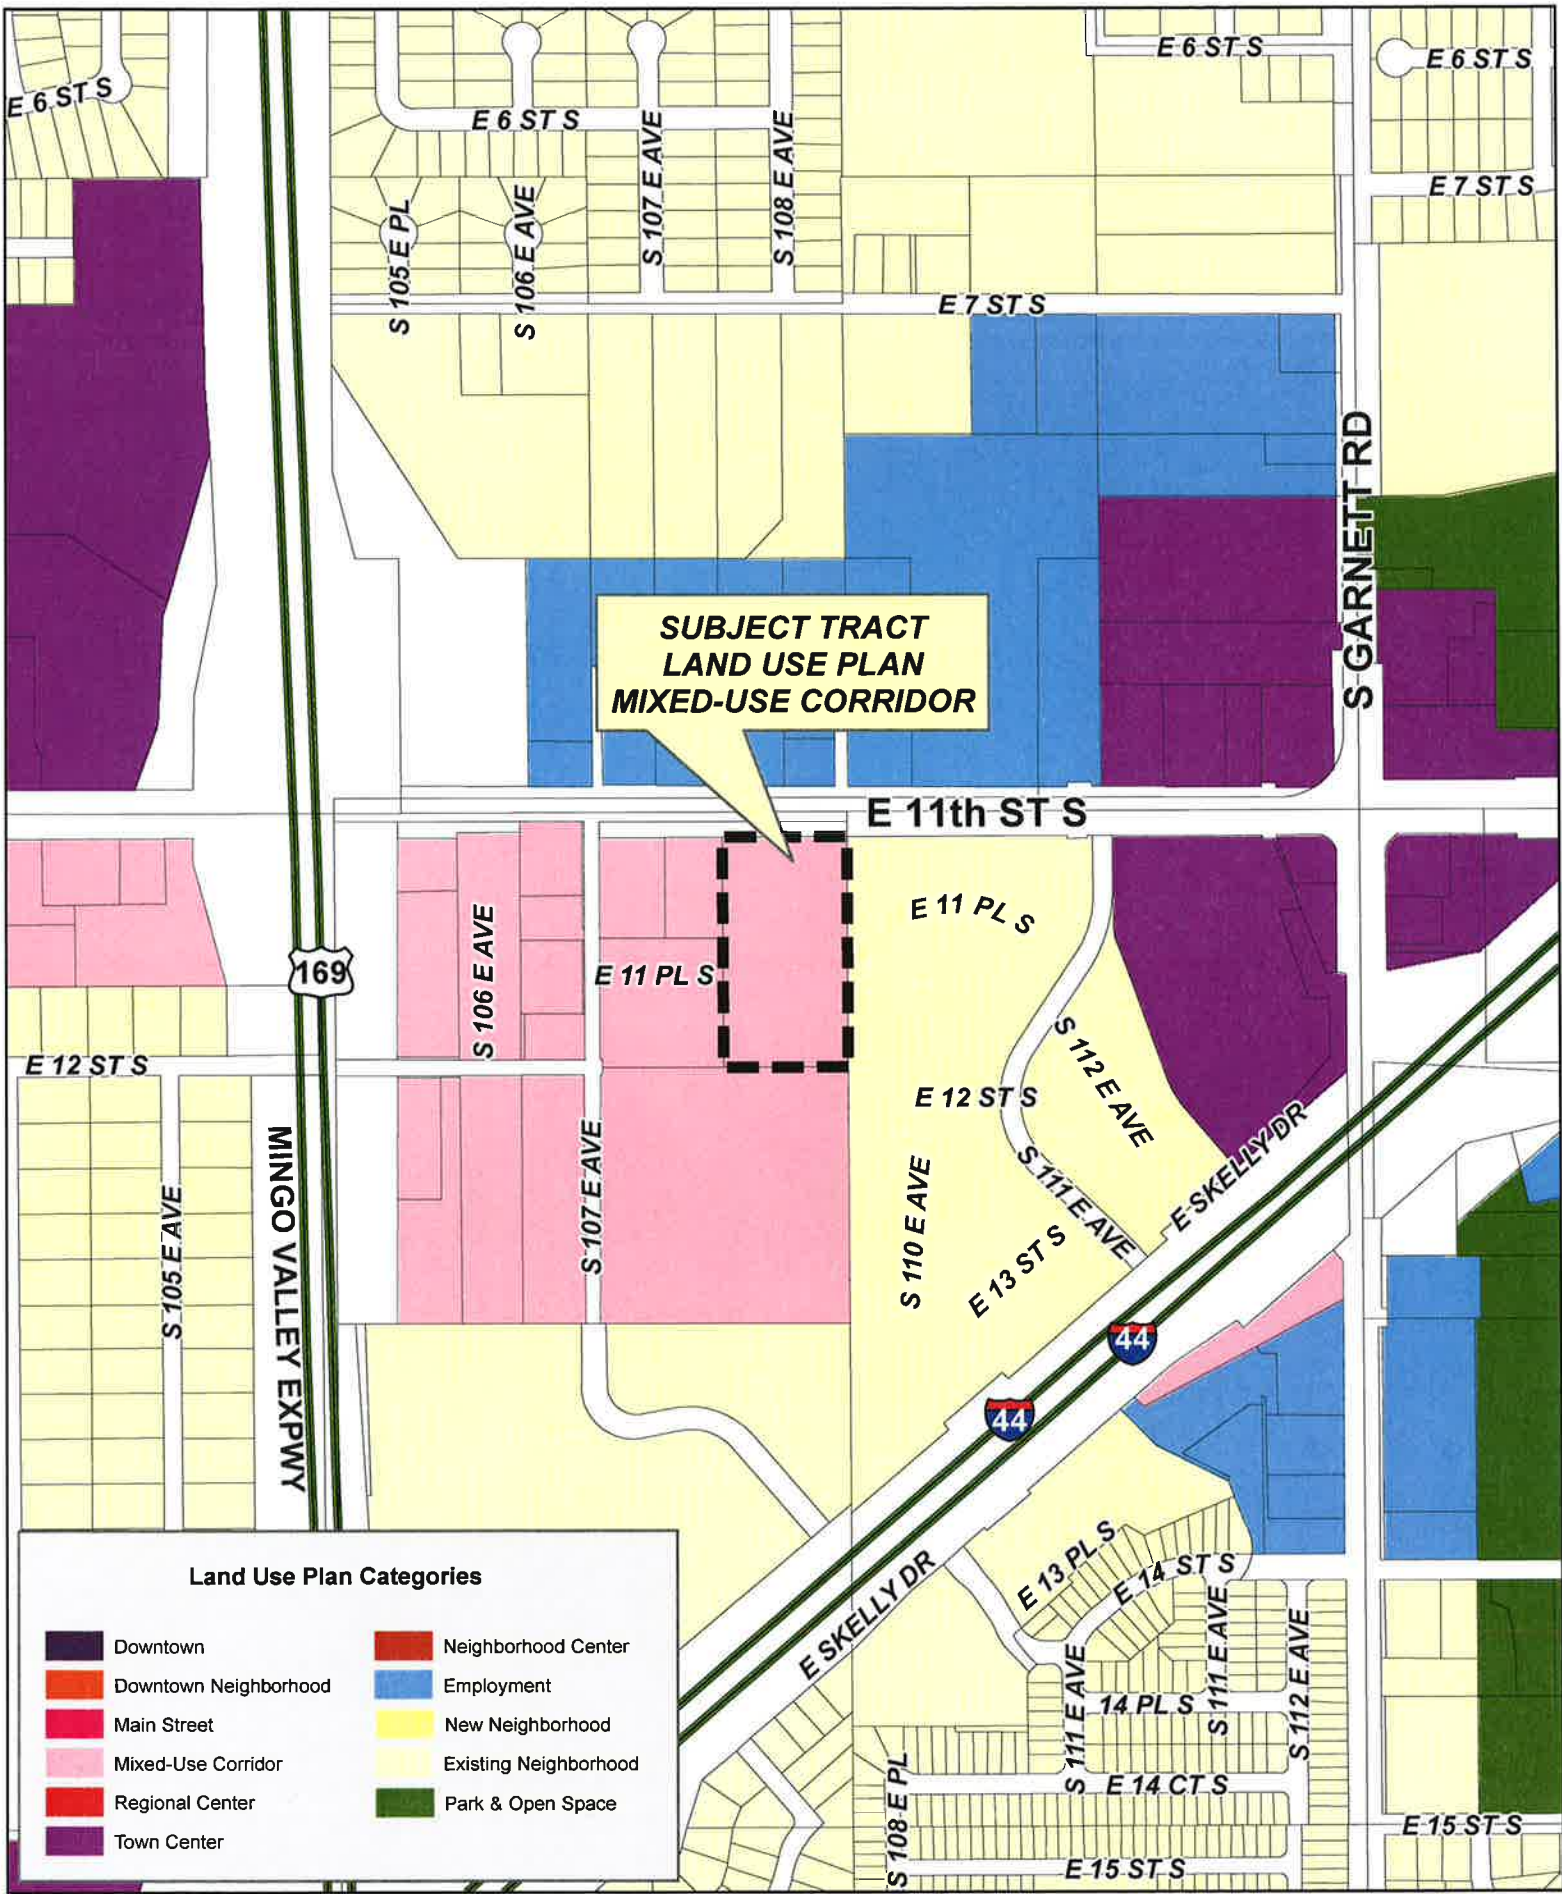 E 6 ST S
E 6 ST S
E 6 ST S
E 6 ST S
S 107 E AVE
S 108 E AVE
E 7 ST S
S 105 E PL
S 106 E AVE
E 7 ST S
S GARNETT RD
SUBJECT TRACT
LAND USE PLAN
MIXED-USE CORRIDOR
E 11th ST S
E 11 PL S
S 106 E AVE
E 11 PL S
169
E 12 ST S
S 112 E AVE
E 12 ST S
MINGO VALLEY EXPWY
S 105 E AVE
S 107 E AVE
S 110 E AVE
S 111 E AVE
E SKELLY DR
E 13 ST S
44
44
E 13 PL S
E 14 ST S
E SKELLY DR
S 111 E AVE
S 112 E AVE
S 111 E AVE
14 PL S
E 14 CT S
S 108 E PL
E 15 ST S
E 15 ST S
Land Use Plan Categories
Downtown
Downtown Neighborhood
Main Street
Mixed-Use Corridor
Regional Center
Town Center
Neighborhood Center
Employment
New Neighborhood
Existing Neighborhood
Park & Open Space